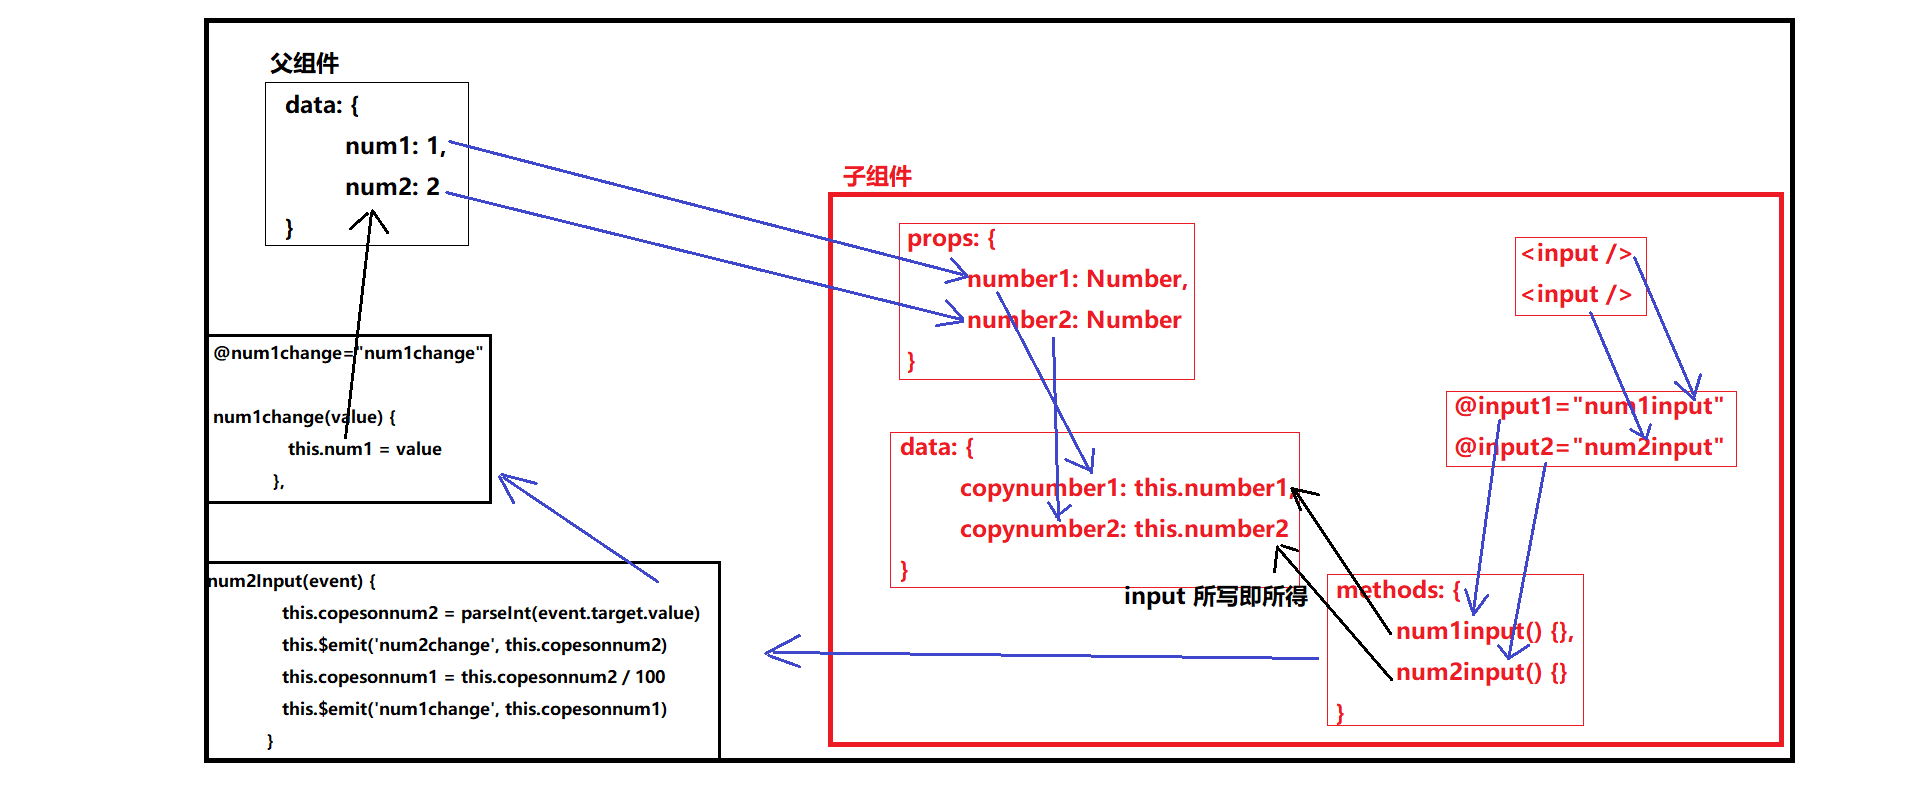 父组件
data: {
num1: 1,
num2: 2
}
@num1change="num1change"
num1change(value) {
this.num1 = value
},
num2Input(event) {
this.copesonnum2 = parseInt(event.target.value)
this.$emit('num2change', this.copesonnum2)
this.copesonnum1 = this.copesonnum2 / 100
this.$emit('num1change', this.copesonnum1)
}
子组件
props: {
number1: Number,
number2: Number
}
data: {
copynumber1: this.number1,
copynumber2: this.number2
}
input 所写即所得
<input />
<input />
@input1="num1input"
@input2="num2input"
methods: {
num1input() {},
num2input() {}
}